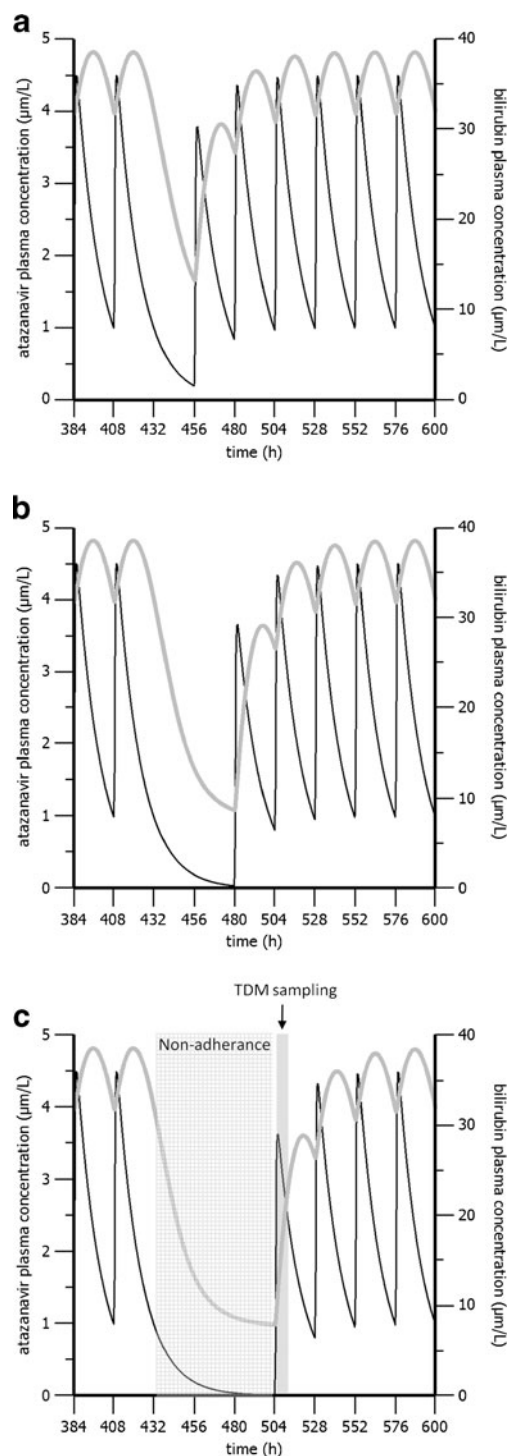 a
atazanavir plasma concentration (µm/L)
5
4
3
2
1
0
bilirubin plasma concentration (µm/L)
40
30
20
10
0
384 408 432 456 480 504 528 552 576 600
time (h)
b
atazanavir plasma concentration (µm/L)
5
4
3
2
1
0
bilirubin plasma concentration (µm/L)
40
30
20
10
0
384 408 432 456 480 504 528 552 576 600
time (h)
TDM sampling
c
Non-adherance
atazanavir plasma concentration (µm/L)
5
4
3
2
1
0
bilirubin plasma concentration (µm/L)
40
30
20
10
0
384 408 432 456 480 504 528 552 576 600
time (h)